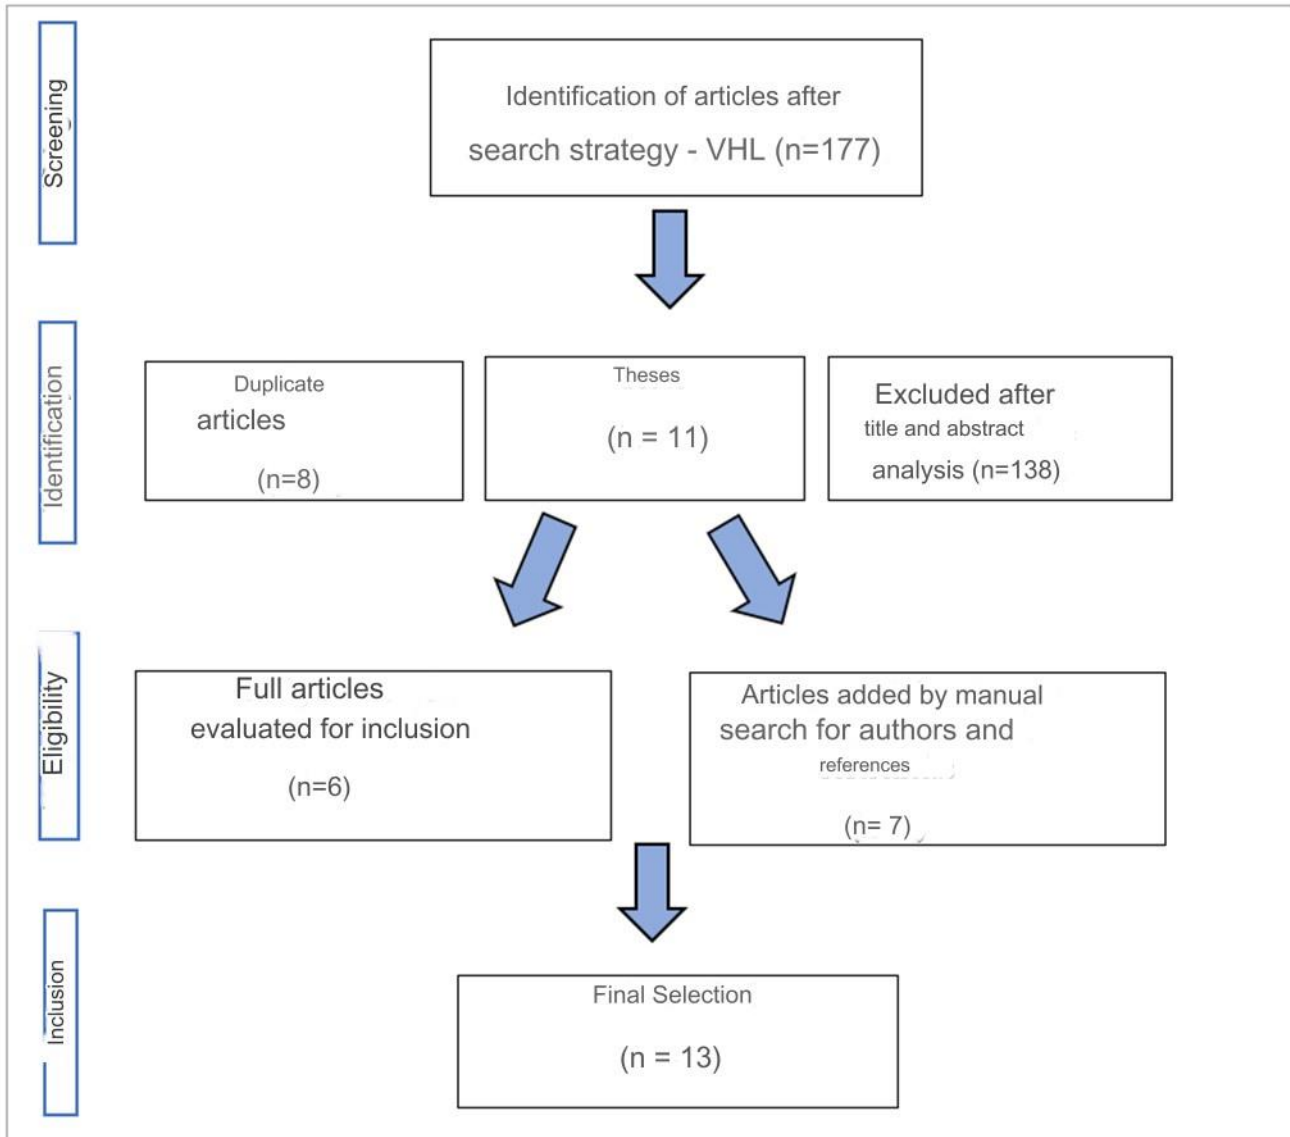 Screening
Identification of articles after
search strategy - VHL (n=177)
Identification
Duplicate
articles
(n=8)
Theses
(n = 11)
Excluded after
title and abstract
analysis (n=138)
Eligibility
Full articles
evaluated for inclusion
(n=6)
Articles added by manual
search for authors and
references
(n= 7)
Inclusion
Final Selection
(n = 13)